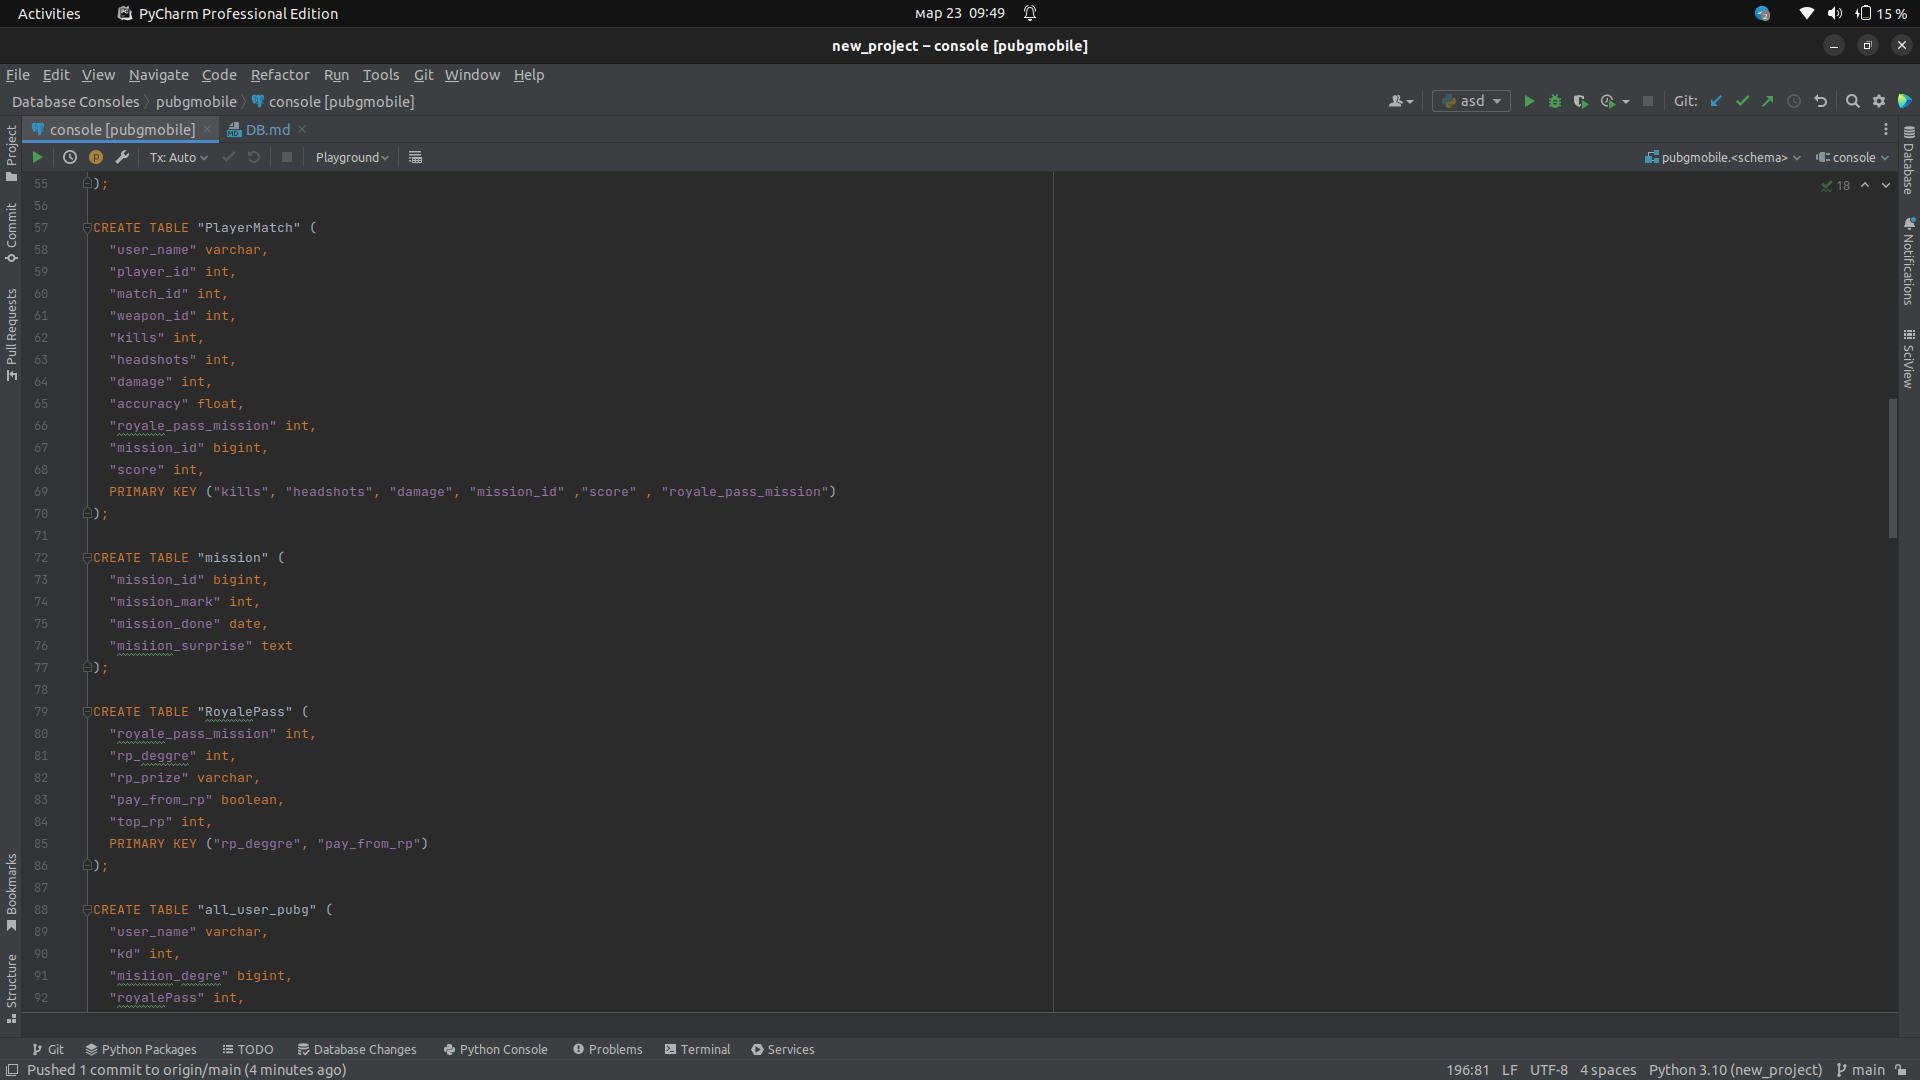 Activities PyCharm Professional Edition мар 23 09:49 2 15 %
new_project – console [pubgmobile]
File Edit View Navigate Code Refactor Run Tools Git Window Help
Database Consoles pubgmobile console [pubgmobile] asd Git:
console [pubgmobile] DB.md
Tx: Auto Playground pubgmobile.<schema> console
Project
Commit
Pull Requests
Bookmarks
Structure
18
55 );
56
57 CREATE TABLE "PlayerMatch" (
58 "user_name" varchar,
59 "player_id" int,
60 "match_id" int,
61 "weapon_id" int,
62 "kills" int,
63 "headshots" int,
64 "damage" int,
65 "accuracy" float,
66 "royale_pass_mission" int,
67 "mission_id" bigint,
68 "score" int,
69 PRIMARY KEY ("kills", "headshots", "damage", "mission_id" ,"score" , "royale_pass_mission")
70 );
71
72 CREATE TABLE "mission" (
73 "mission_id" bigint,
74 "mission_mark" int,
75 "mission_done" date,
76 "misiion_surprise" text
77 );
78
79 CREATE TABLE "RoyalePass" (
80 "royale_pass_mission" int,
81 "rp_deggre" int,
82 "rp_prize" varchar,
83 "pay_from_rp" boolean,
84 "top_rp" int,
85 PRIMARY KEY ("rp_deggre", "pay_from_rp")
86 );
87
88 CREATE TABLE "all_user_pubg" (
89 "user_name" varchar,
90 "kd" int,
91 "misiion_degre" bigint,
92 "royalePass" int,
Database
Notifications
SciView
Git Python Packages TODO Database Changes Python Console Problems Terminal Services
Pushed 1 commit to origin/main (4 minutes ago) 196:81 LF UTF-8 4 spaces Python 3.10 (new_project) main